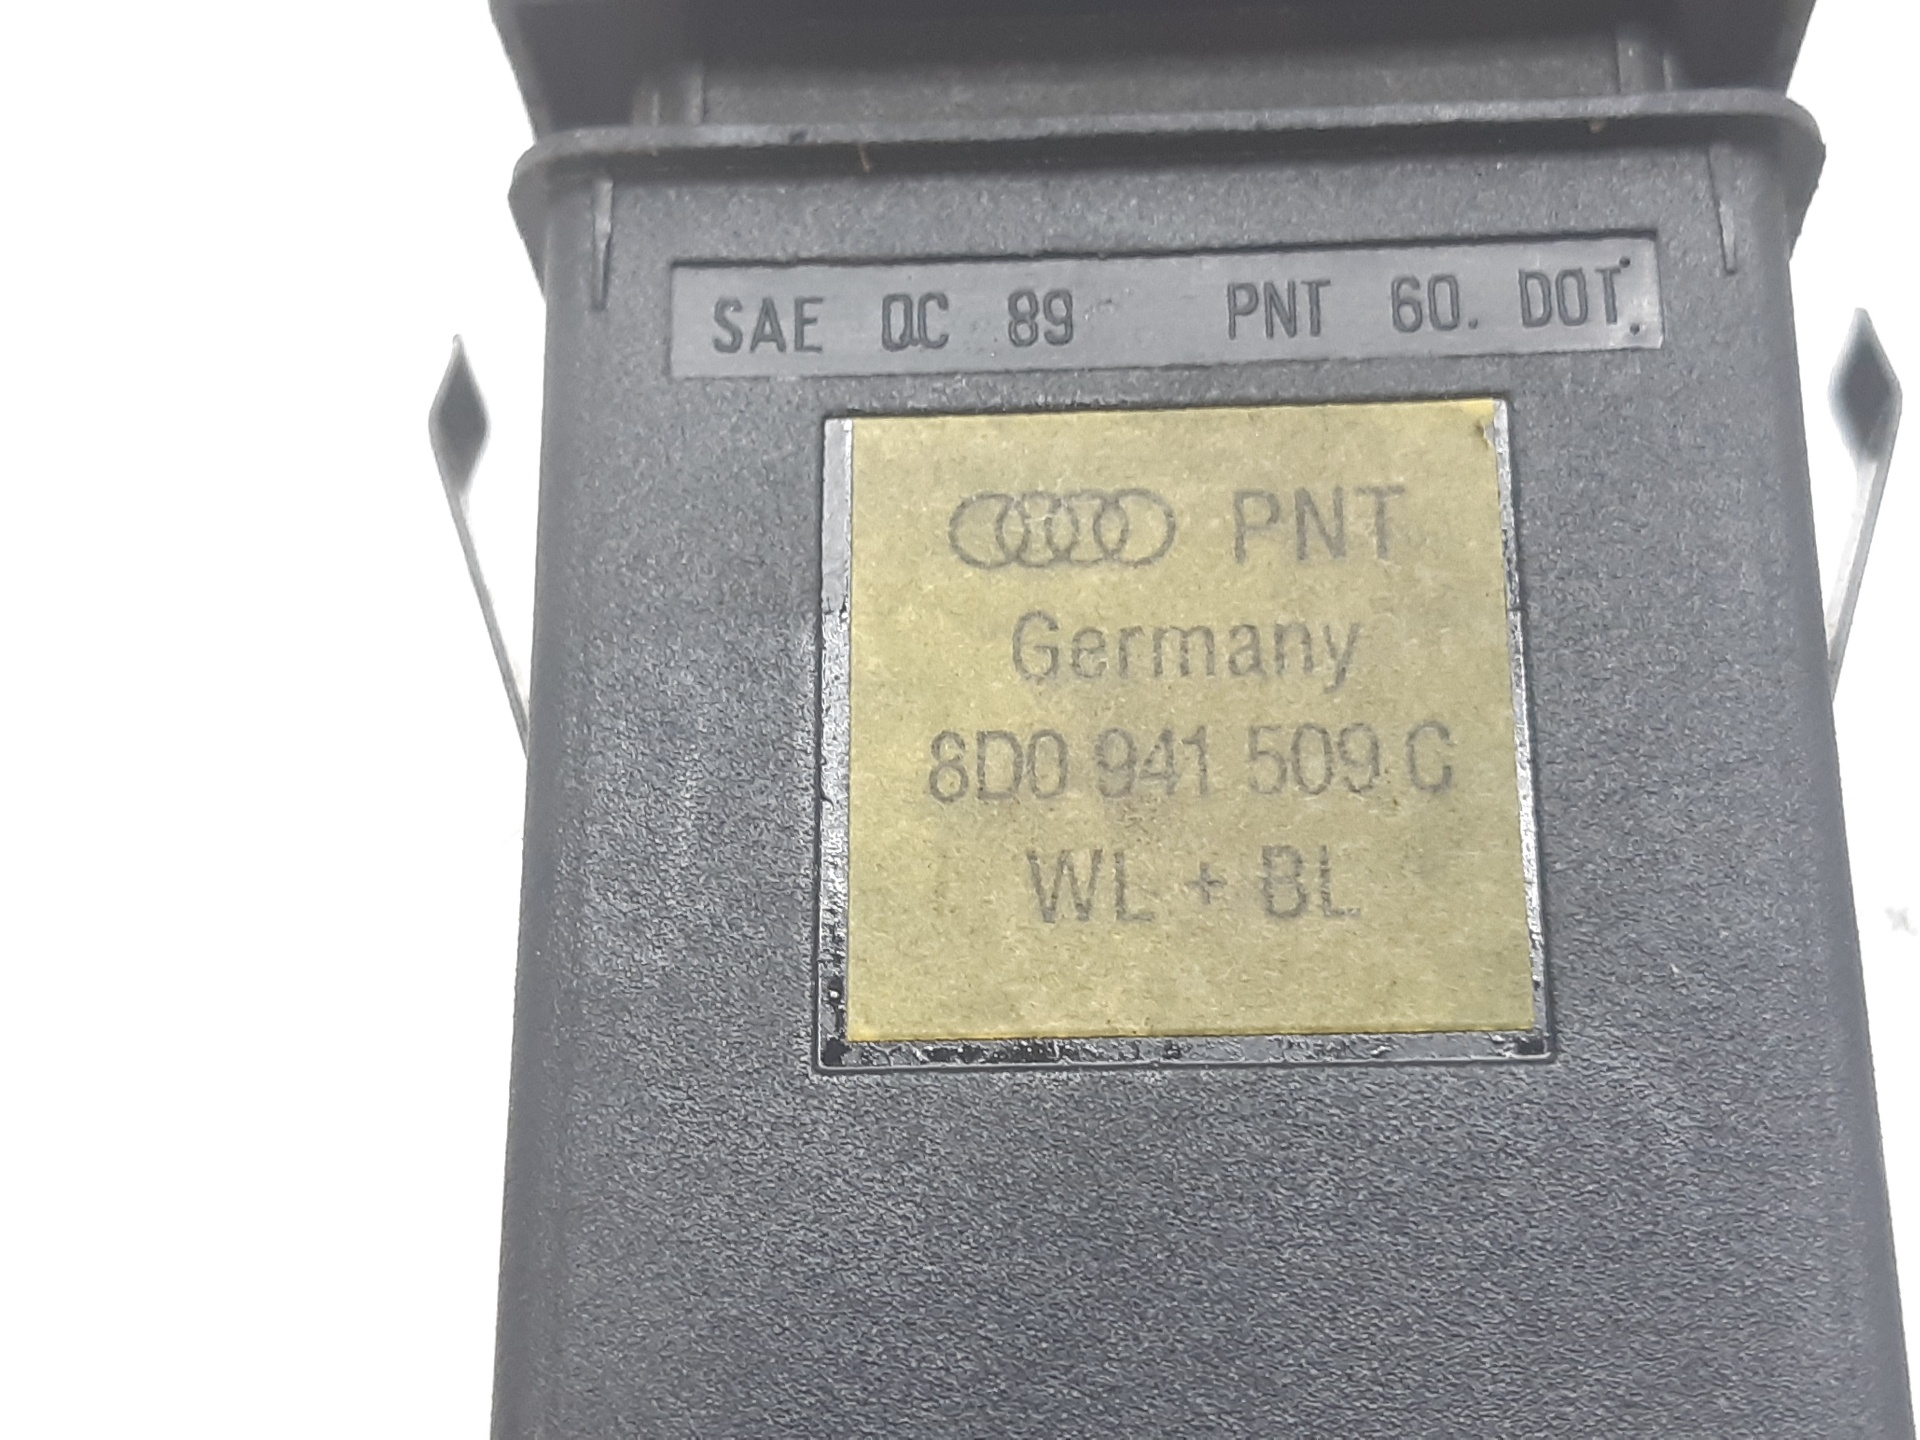 SAE QC 89 PNT 60. DOT.
PNT
Germany
8D0 941 509 C
WL + BL